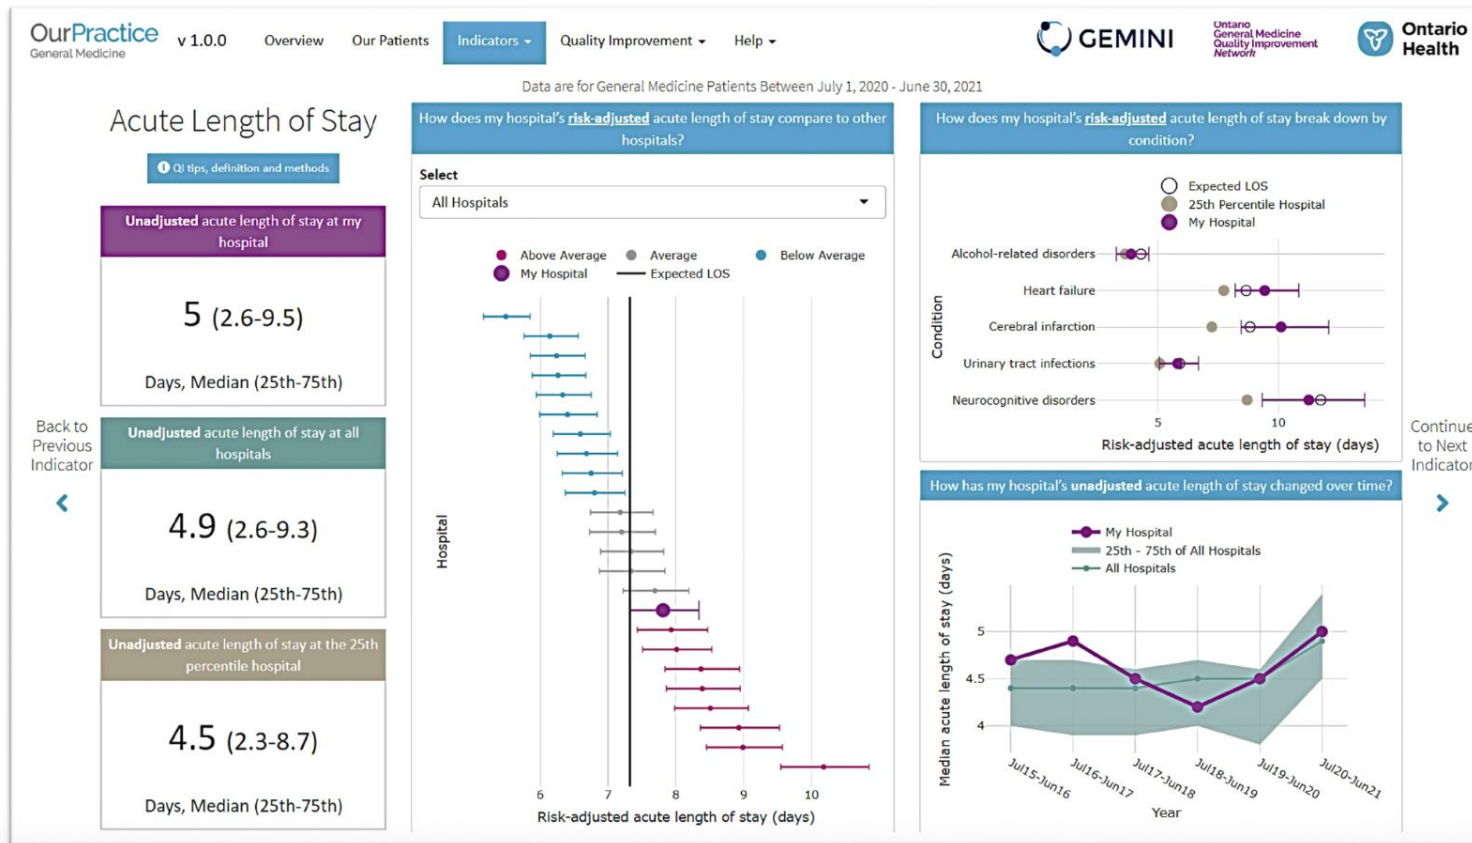 OurPractice
General Medicine
v 1.0.0
Overview
Our Patients
Indicators
Quality Improvement
Help
GEMINI
Ontario
General Medicine
Quality Improvement
Network
Ontario
Health
Data are for General Medicine Patients Between July 1, 2020 - June 30, 2021
Acute Length of Stay
QI tips, definition and methods
Unadjusted acute length of stay at my
hospital
5 (2.6-9.5)
Days, Median (25th-75th)
Unadjusted acute length of stay at all
hospitals
4.9 (2.6-9.3)
Days, Median (25th-75th)
Unadjusted acute length of stay at the 25th
percentile hospital
4.5 (2.3-8.7)
Days, Median (25th-75th)
Back to
Previous
Indicator
How does my hospital's risk-adjusted acute length of stay compare to other
hospitals?
Select
All Hospitals
Above Average
Average
Below Average
My Hospital
Expected LOS
Hospital
6 7 8 9 10
Risk-adjusted acute length of stay (days)
How does my hospital's risk-adjusted acute length of stay break down by
condition?
Expected LOS
25th Percentile Hospital
My Hospital
Condition
Alcohol-related disorders
Heart failure
Cerebral infarction
Urinary tract infections
Neurocognitive disorders
5 10
Risk-adjusted acute length of stay (days)
How has my hospital's unadjusted acute length of stay changed over time?
My Hospital
25th - 75th of All Hospitals
All Hospitals
Median acute length of stay (days)
5
4.5
4
Jul15-Jun16
Jul16-Jun17
Jul17-Jun18
Jul18-Jun19
Jul19-Jun20
Jul20-Jun21
Year
Continue
to Next
Indicator